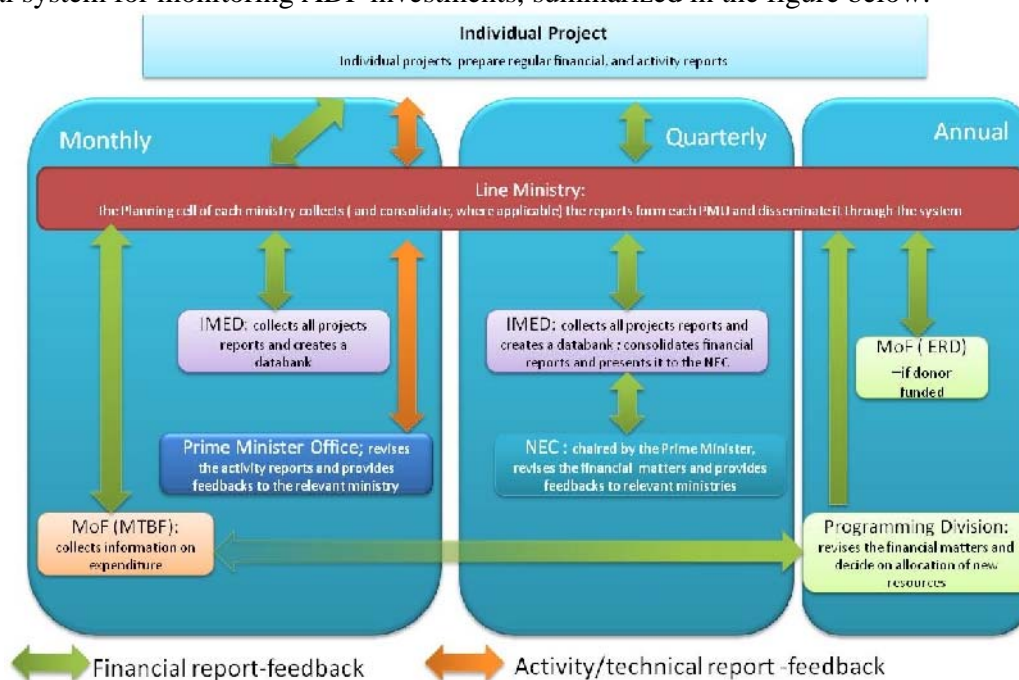 al system for monitoring ADP investments, summarized in the figure below.
Individual Project
Individual projects prepare regular financial, and activity reports
Monthly
Quarterly
Annual
Line Ministry:
the Planning cell of each ministry collects ( and consolidate, where applicable) the reports form each PMU and disseminate it through the system
IMED: collects all projects
reports and creates a
databank
IMED: collects all projects reports and
creates a databank ; consolidates financial
reports and presents it to the NEC
MoF ( ERD)
–if donor
funded
Prime Minister Office; revises
the activity reports and provides
feedbacks to the relevant ministry
NEC : chaired by the Prime Minister,
revises the financial matters and provides
feedbacks to relevant ministries
MoF (MTBF):
collects information on
expenditure
Programming Division:
revises the financial matters and
decide on allocation of new
resources
Financial report-feedback
Activity/technical report -feedback